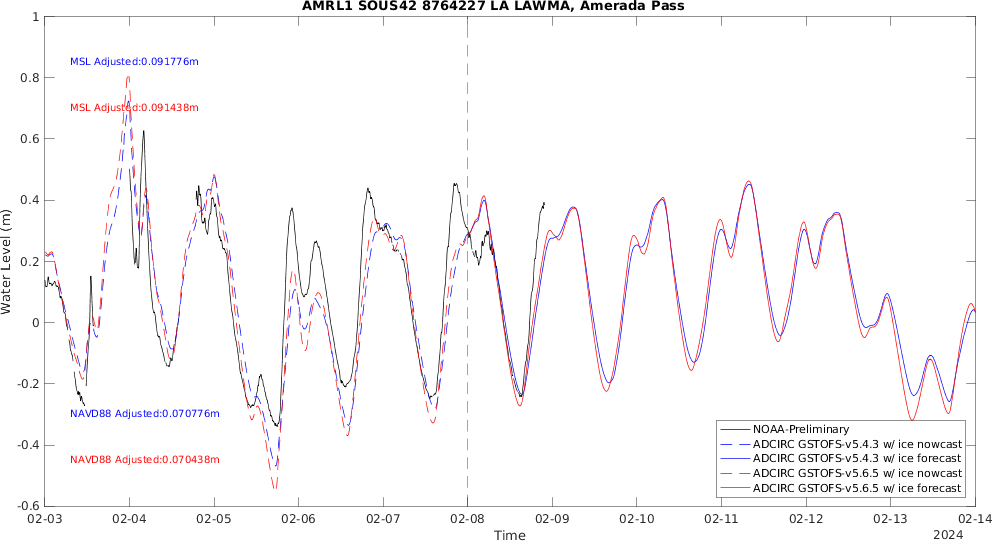 AMRL1 SOUS42 8764227 LA LAWMA, Amerada Pass
1
0.8
0.6
0.4
0.2
0
-0.2
-0.4
-0.6
Water Level (m)
MSL Adjusted:0.091776m
MSL Adjusted:0.091438m
NAVD88 Adjusted:0.070776m
NAVD88 Adjusted:0.070438m
NOAA-Preliminary
ADCIRC GSTOFS-v5.4.3 w/ ice nowcast
ADCIRC GSTOFS-v5.4.3 w/ ice forecast
ADCIRC GSTOFS-v5.6.5 w/ ice nowcast
ADCIRC GSTOFS-v5.6.5 w/ ice forecast
02-03 02-04 02-05 02-06 02-07 02-08 02-09 02-10 02-11 02-12 02-13 02-14
Time
2024